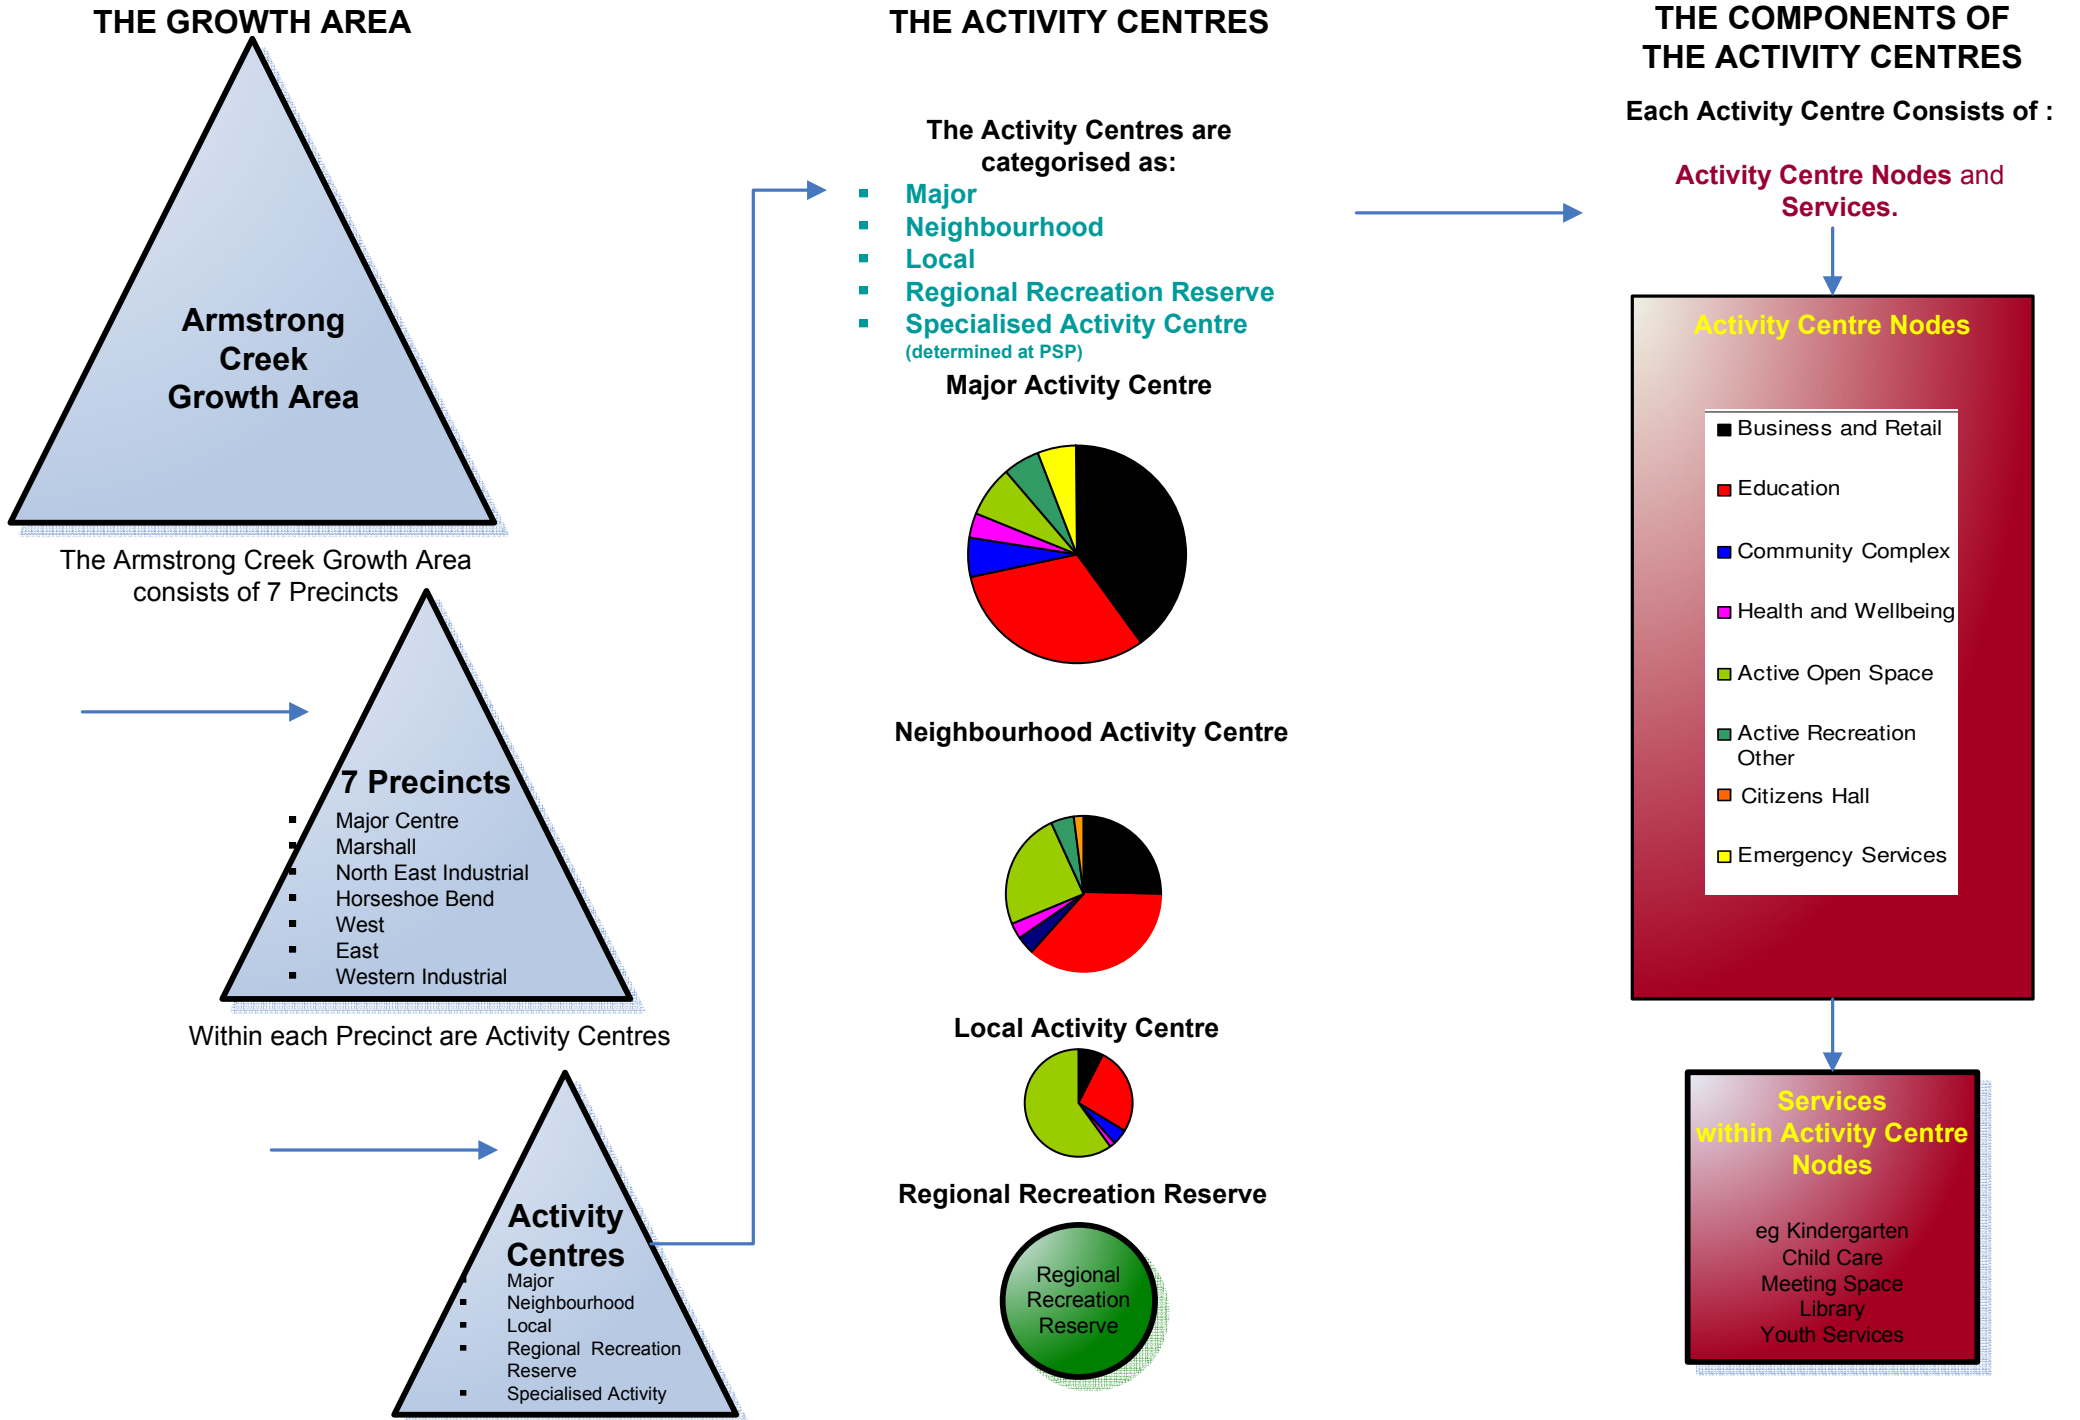 THE GROWTH AREA
Armstrong
Creek
Growth Area
The Armstrong Creek Growth Area
consists of 7 Precincts
7 Precincts
▪ Major Centre
▪ Marshall
▪ North East Industrial
▪ Horseshoe Bend
▪ West
▪ East
▪ Western Industrial
Within each Precinct are Activity Centres
Activity
Centres
▪ Major
▪ Neighbourhood
▪ Local
▪ Regional Recreation
Reserve
▪ Specialised Activity
THE ACTIVITY CENTRES
The Activity Centres are
categorised as:
▪ Major
▪ Neighbourhood
▪ Local
▪ Regional Recreation Reserve
▪ Specialised Activity Centre
(determined at PSP)
Major Activity Centre
Neighbourhood Activity Centre
Local Activity Centre
Regional Recreation Reserve
Regional
Recreation
Reserve
THE COMPONENTS OF
THE ACTIVITY CENTRES
Each Activity Centre Consists of :
Activity Centre Nodes and
Services.
Activity Centre Nodes
Business and Retail
Education
Community Complex
Health and Wellbeing
Active Open Space
Active Recreation
Other
Citizens Hall
Emergency Services
Services
within Activity Centre
Nodes
eg Kindergarten
Child Care
Meeting Space
Library
Youth Services